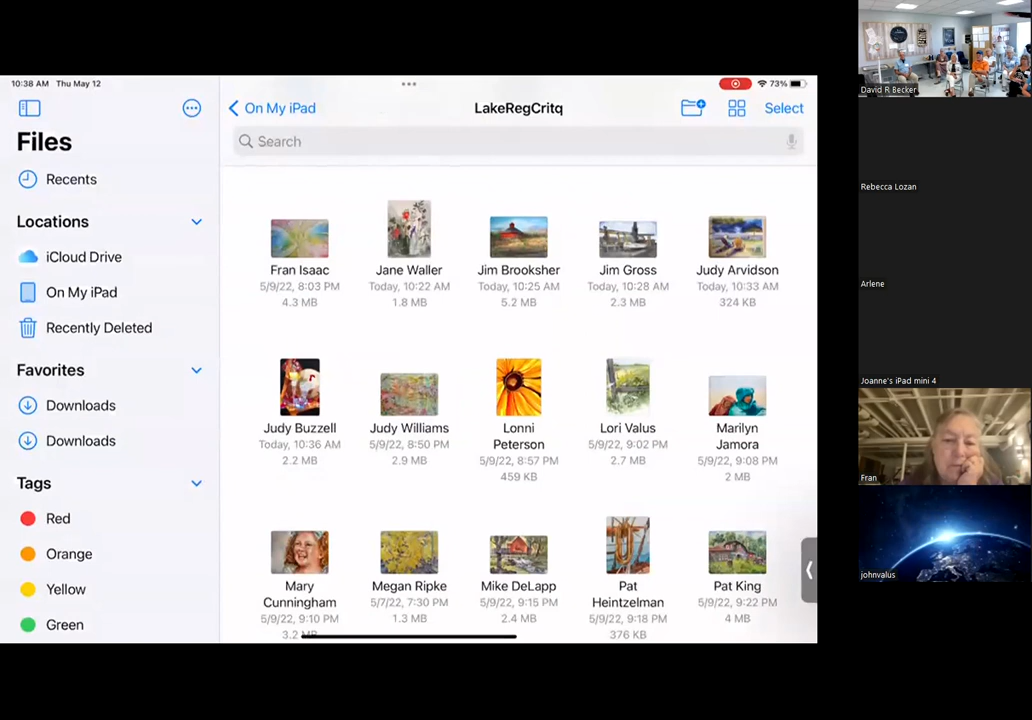 10:38 AM Thu May 12
73%
Files
Recents
Locations
iCloud Drive
On My iPad
Recently Deleted
Favorites
Downloads
Downloads
Tags
Red
Orange
Yellow
Green
On My iPad
LakeRegCritq
Select
Search
Fran Isaac
5/9/22, 8:03 PM
4.3 MB
Jane Waller
Today, 10:22 AM
1.8 MB
Jim Brooksher
Today, 10:25 AM
5.2 MB
Jim Gross
Today, 10:28 AM
2.3 MB
Judy Arvidson
Today, 10:33 AM
324 KB
Judy Buzzell
Today, 10:36 AM
2.2 MB
Judy Williams
5/9/22, 8:50 PM
2.9 MB
Lonni
Peterson
5/9/22, 8:57 PM
459 KB
Lori Valus
5/9/22, 9:02 PM
2.7 MB
Marilyn
Jamora
5/9/22, 9:08 PM
2 MB
Mary
Cunningham
5/9/22, 9:10 PM
3.2 MB
Megan Ripke
5/7/22, 7:30 PM
1.3 MB
Mike DeLapp
5/9/22, 9:15 PM
2.4 MB
Pat
Heintzelman
5/9/22, 9:18 PM
376 KB
Pat King
5/9/22, 9:22 PM
4 MB
David R Becker
Rebecca Lozan
Arlene
Joanne's iPad mini 4
Fran
johnvalus